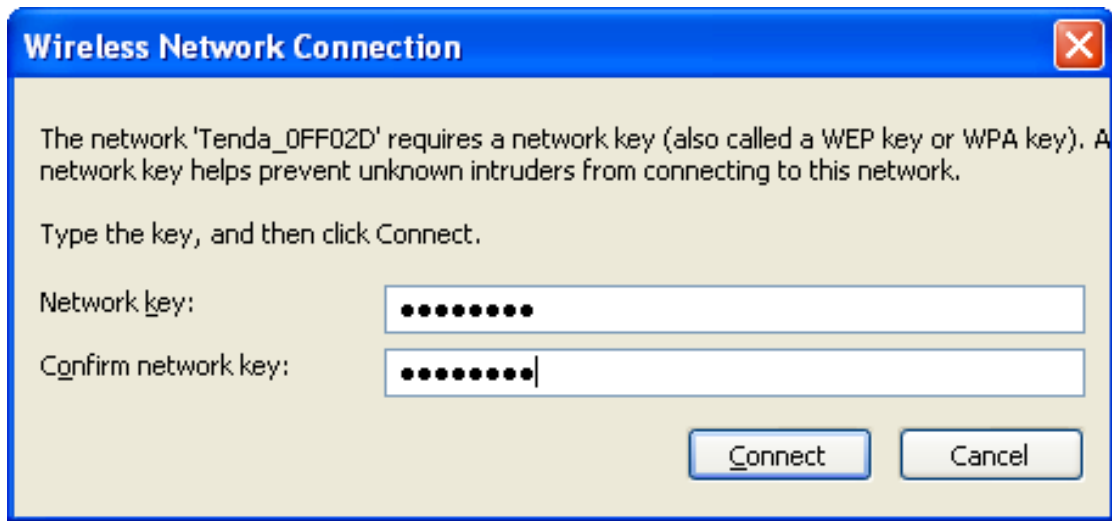 Wireless Network Connection
The network 'Tenda_0FF02D' requires a network key (also called a WEP key or WPA key). A
network key helps prevent unknown intruders from connecting to this network.
Type the key, and then click Connect.
Network key: ••••••••
Confirm network key: ••••••••
Connect Cancel